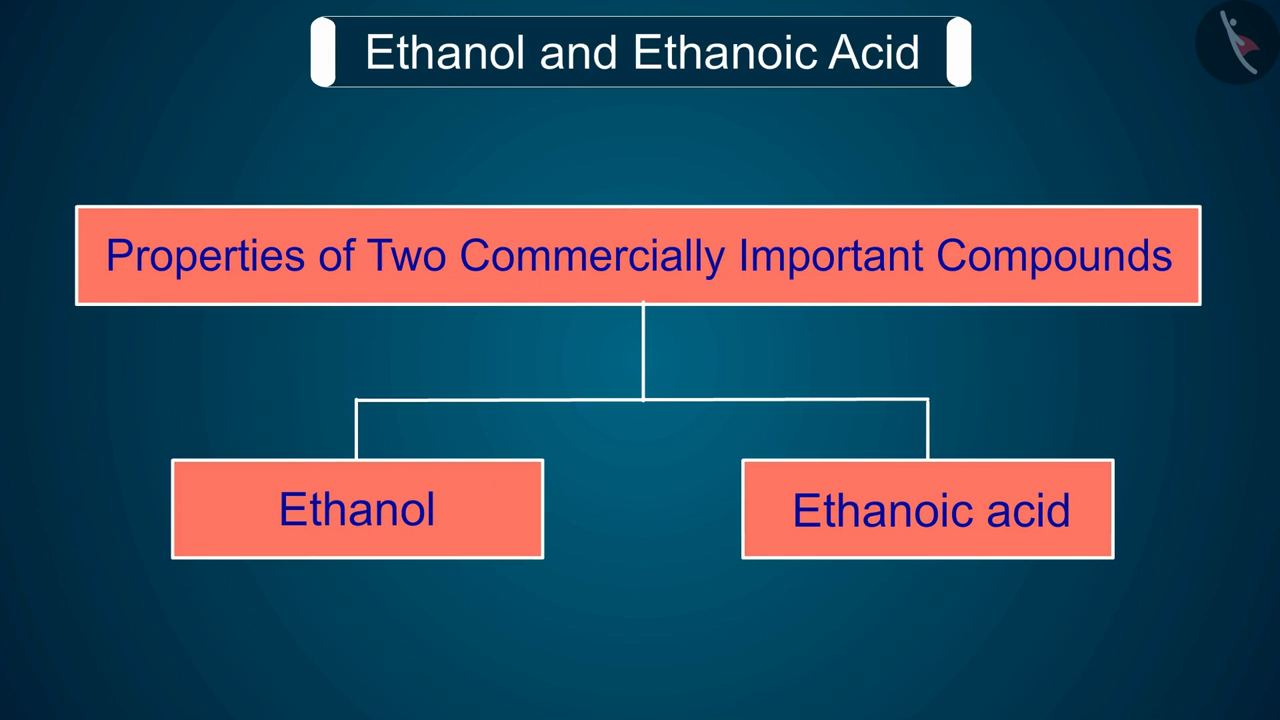 Ethanol and Ethanoic Acid
Properties of Two Commercially Important Compounds
Ethanol
Ethanoic acid